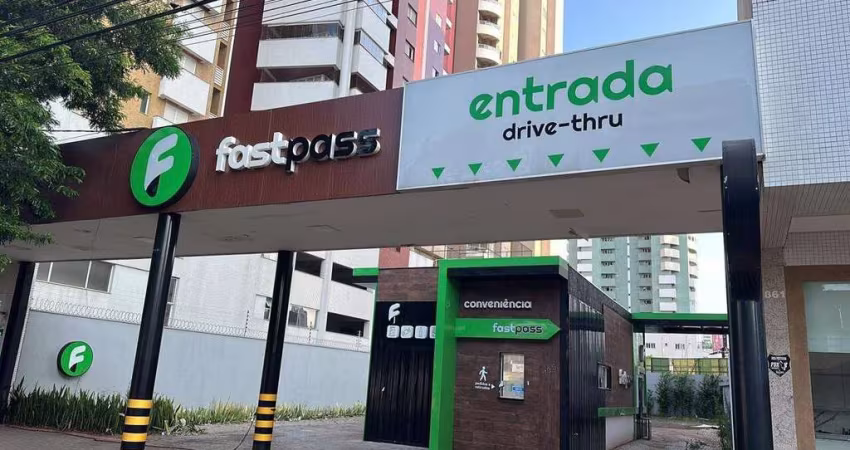 fastpass
entrada
drive-thru
conveniência
fastpass
861